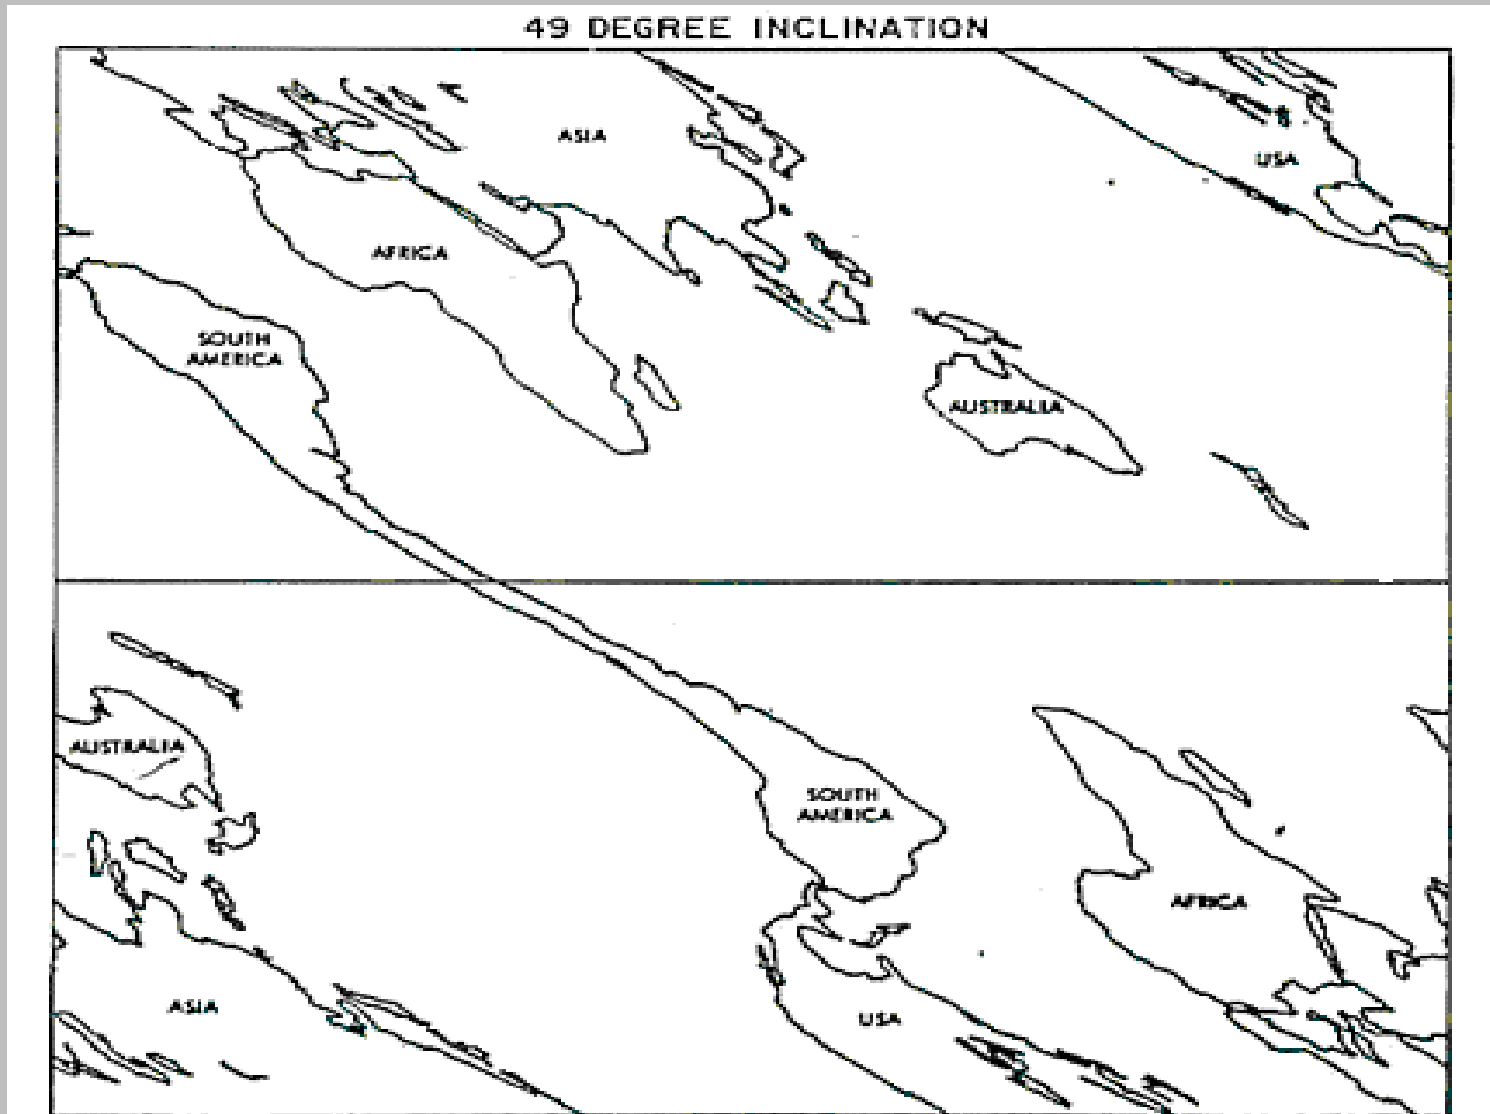 49 DEGREE INCLINATION
ASIA
USA
AFRICA
SOUTH
AMERICA
AUSTRALIA
AUSTRALIA
SOUTH
AMERICA
AFRICA
ASIA
USA